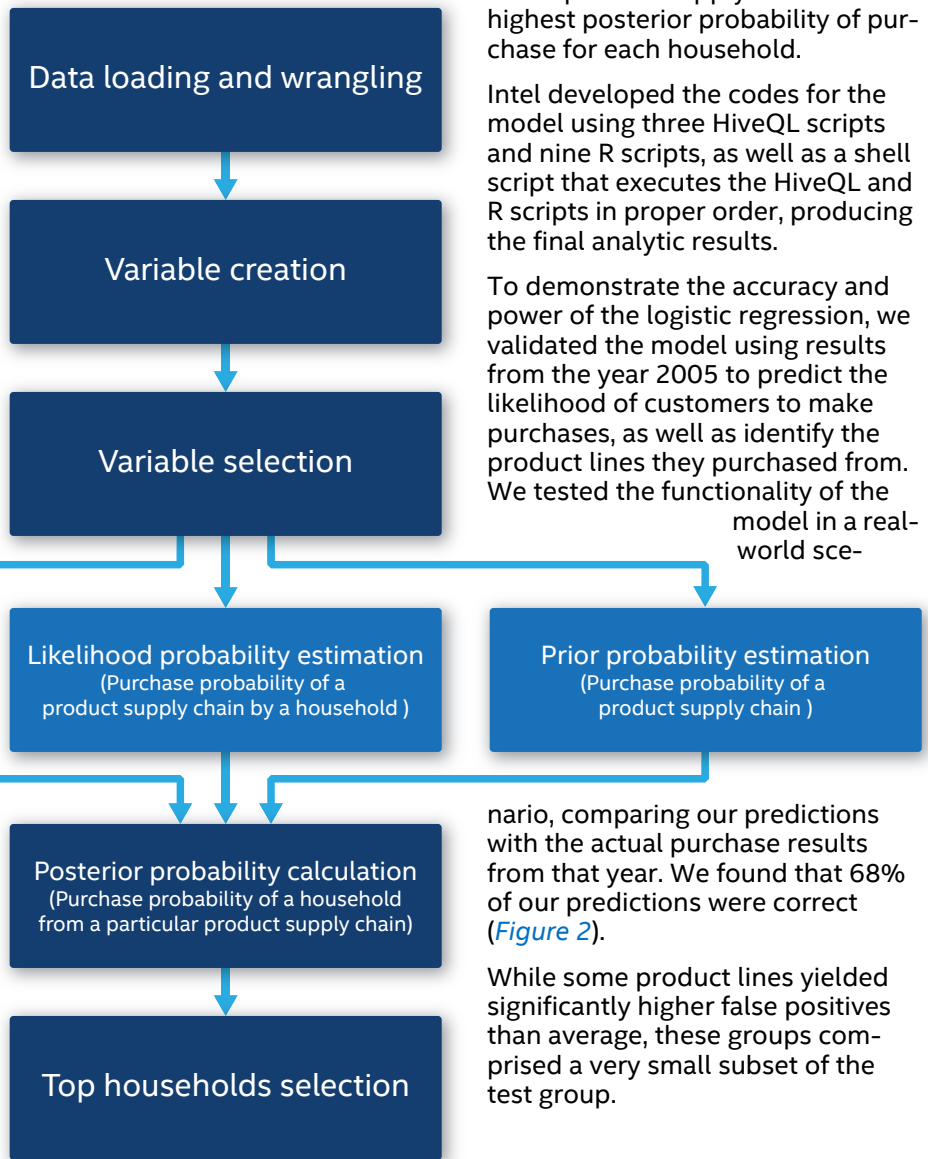 highest posterior probability of pur-
chase for each household.
Intel developed the codes for the
model using three HiveQL scripts
and nine R scripts, as well as a shell
script that executes the HiveQL and
R scripts in proper order, producing
the final analytic results.
To demonstrate the accuracy and
power of the logistic regression, we
validated the model using results
from the year 2005 to predict the
likelihood of customers to make
purchases, as well as identify the
product lines they purchased from.
We tested the functionality of the
model in a real-
world sce-
nario, comparing our predictions
with the actual purchase results
from that year. We found that 68%
of our predictions were correct
(Figure 2).
While some product lines yielded
significantly higher false positives
than average, these groups com-
prised a very small subset of the
test group.
Data loading and wrangling
Variable creation
Variable selection
Likelihood probability estimation
(Purchase probability of a
product supply chain by a household )
Prior probability estimation
(Purchase probability of a
product supply chain )
Posterior probability calculation
(Purchase probability of a household
from a particular product supply chain)
Top households selection